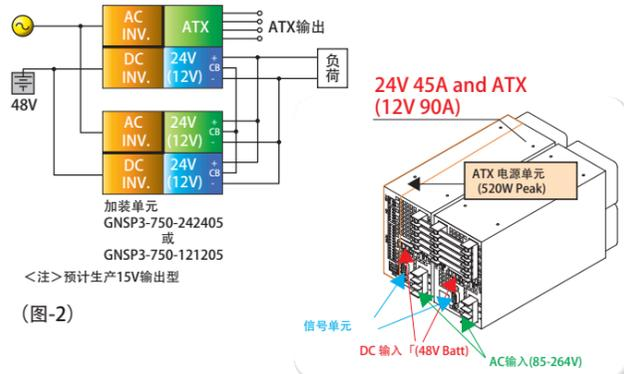 AC
INV.
ATX
ATX输出
DC
INV.
24V
(12V)
+
CB
-
负
荷
48V
AC
INV.
24V
(12V)
+
CB
-
DC
INV.
24V
(12V)
+
CB
-
加装单元
GNSP3-750-242405
或
GNSP3-750-121205
＜注＞预计生产15V输出型
（图-2）
24V 45A and ATX
(12V 90A)
ATX 电源单元
(520W Peak)
信号单元
DC 输入「(48V Batt)
AC输入(85-264V)